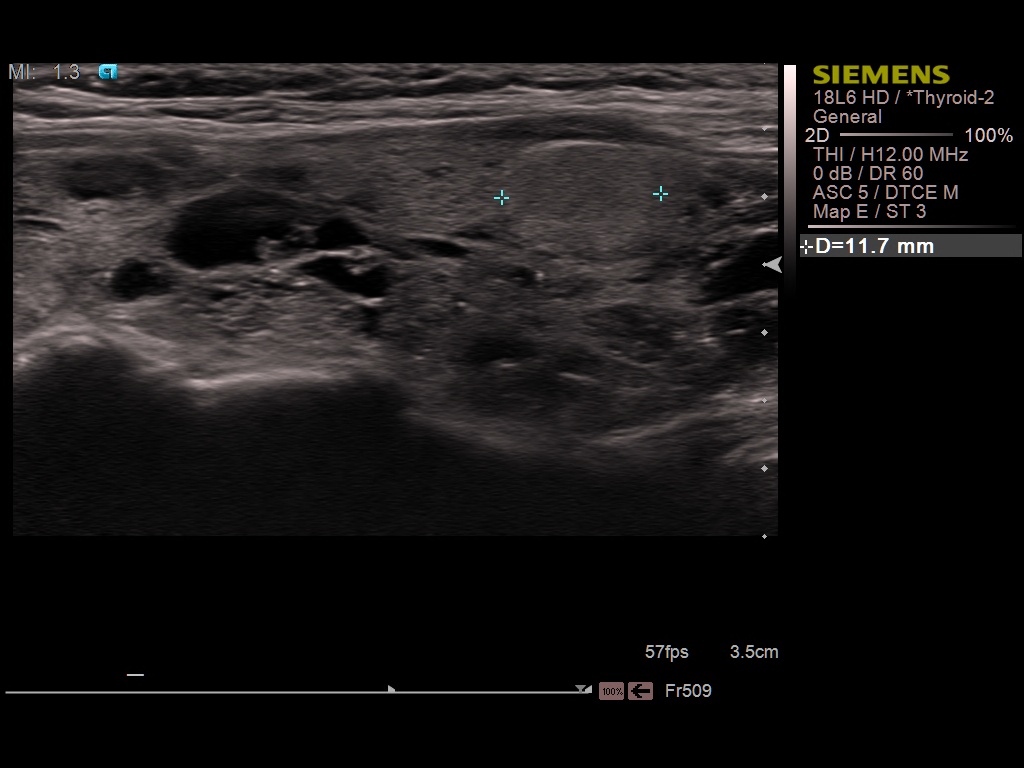 MI: 1.3
SIEMENS
18L6 HD / *Thyroid-2
General
2D 100%
THI / H12.00 MHz
0 dB / DR 60
ASC 5 / DTCE M
Map E / ST 3
D=11.7 mm
57fps 3.5cm
100% Fr509